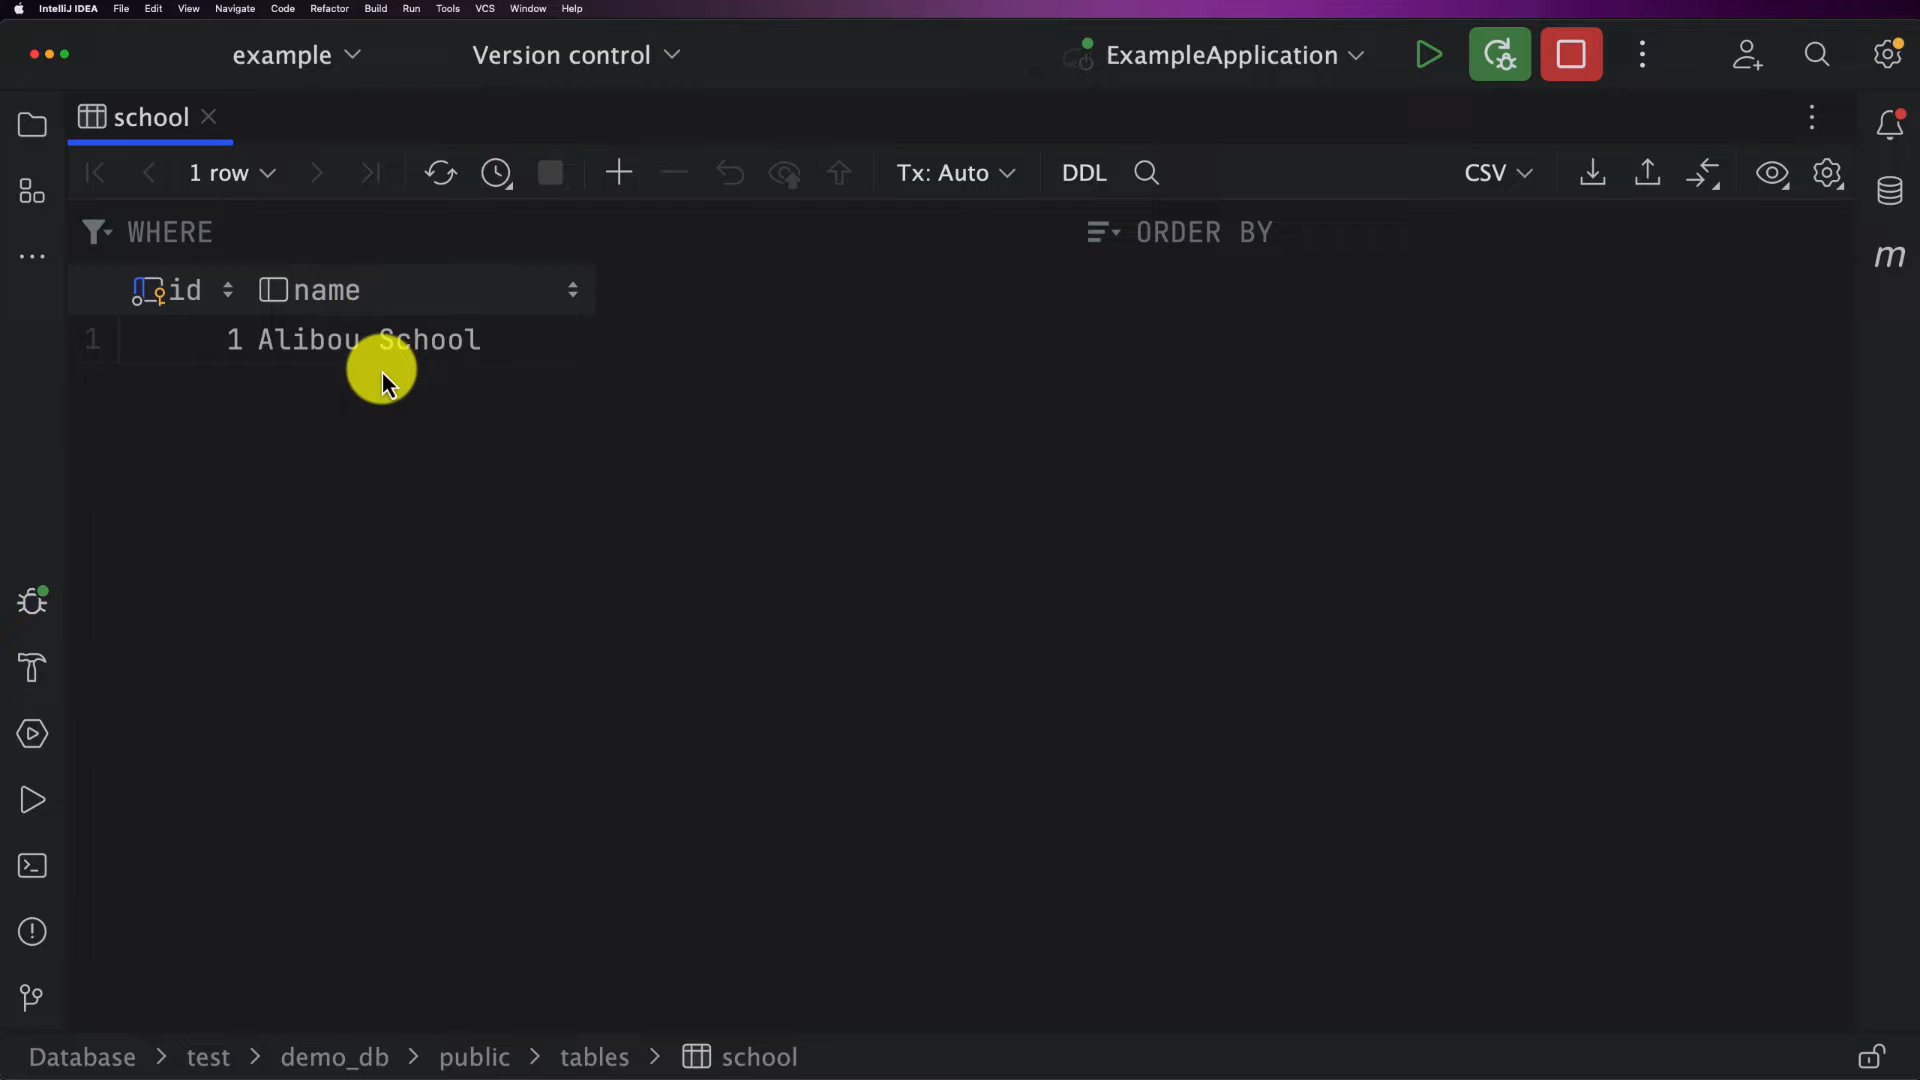 IntelliJ IDEA File Edit View Navigate Code Refactor Build Run Tools VCS Window Help
example Version control ExampleApplication
school
1 row Tx: Auto DDL CSV
WHERE ORDER BY
id name
1 1 Alibou School
m
Database > test > demo_db > public > tables > school